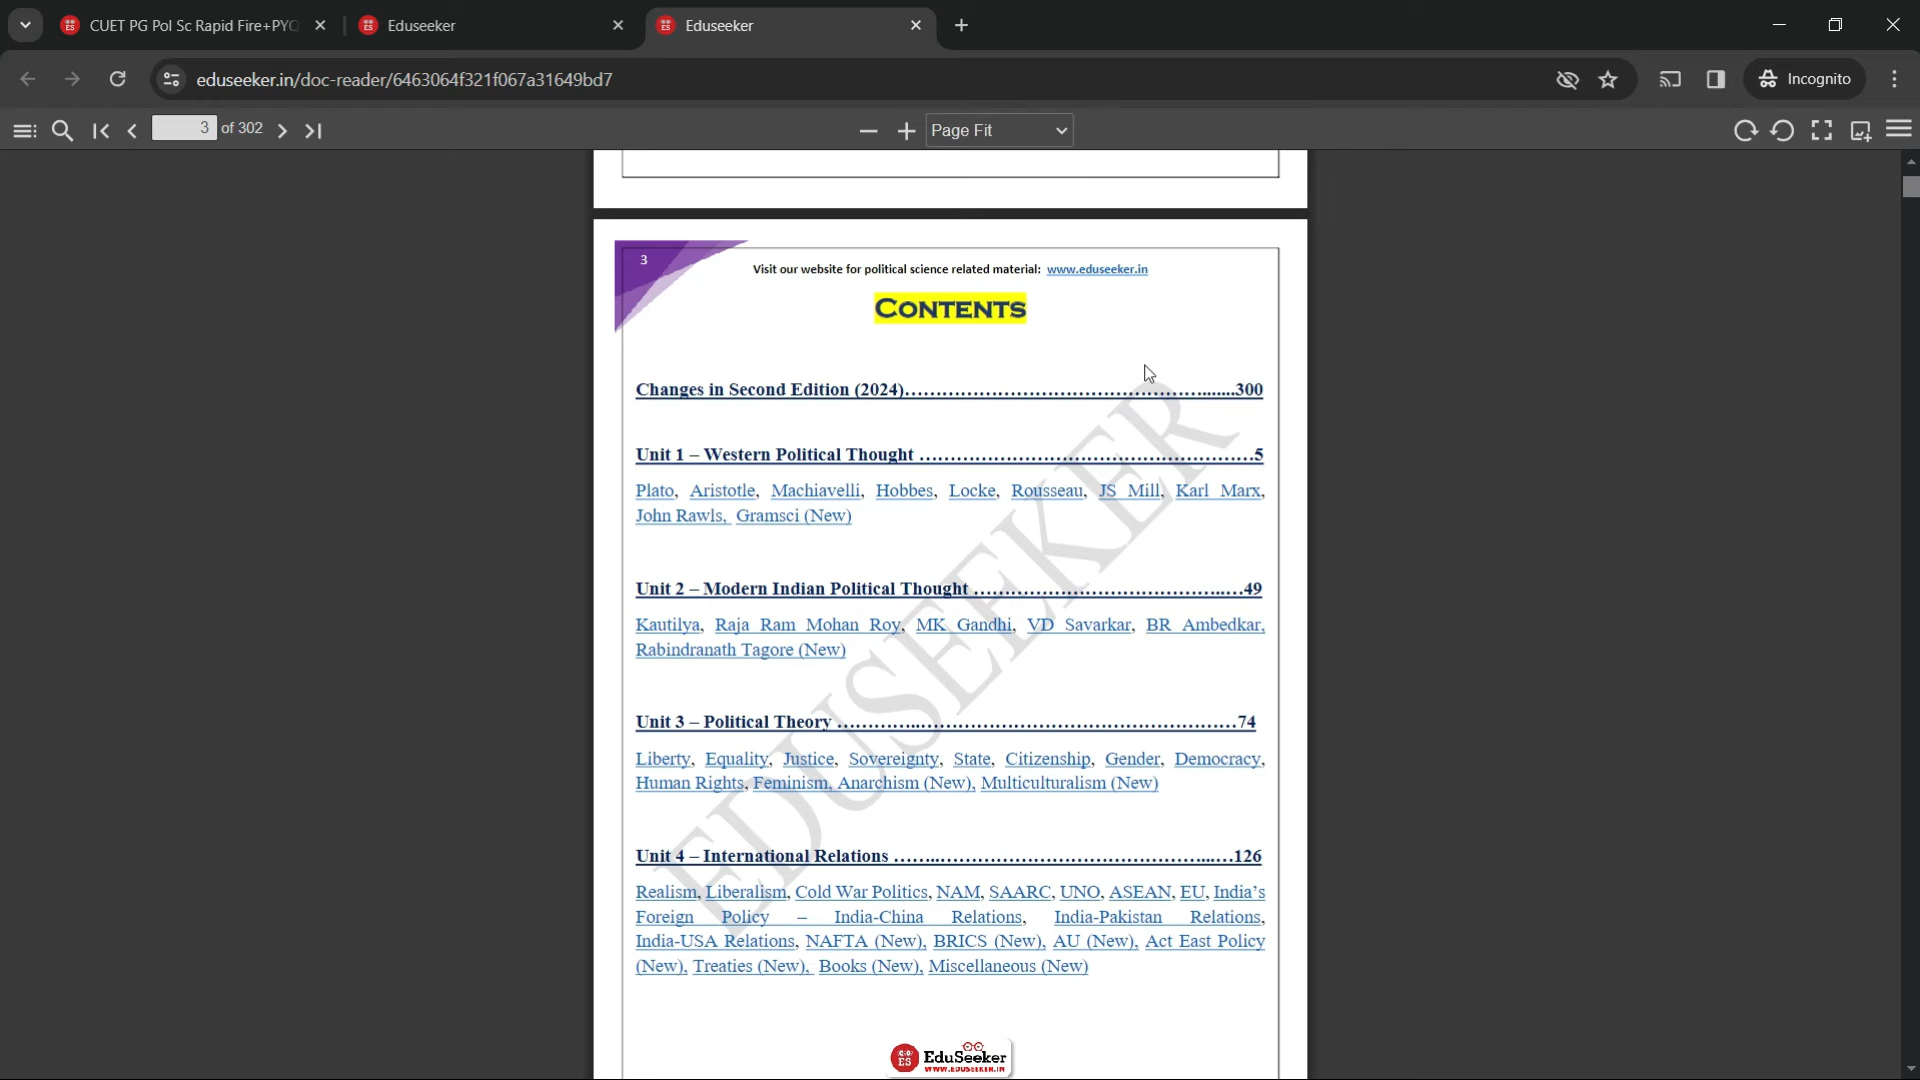 CUET PG Pol Sc Rapid Fire+PYQ
Eduseeker
Eduseeker
eduseeker.in/doc-reader/6463064f321f067a31649bd7
Incognito
3 of 302
Page Fit
3
Visit our website for political science related material: www.eduseeker.in
CONTENTS
Changes in Second Edition (2024)……………………………………….......300
Unit 1 – Western Political Thought ……………………………………………5
Plato, Aristotle, Machiavelli, Hobbes, Locke, Rousseau, JS Mill, Karl Marx,
John Rawls, Gramsci (New)
Unit 2 – Modern Indian Political Thought ………………………………..…49
Kautilya, Raja Ram Mohan Roy, MK Gandhi, VD Savarkar, BR Ambedkar,
Rabindranath Tagore (New)
Unit 3 – Political Theory …………..…………………………………………74
Liberty, Equality, Justice, Sovereignty, State, Citizenship, Gender, Democracy,
Human Rights, Feminism, Anarchism (New), Multiculturalism (New)
Unit 4 – International Relations ……..…………………………………...…126
Realism, Liberalism, Cold War Politics, NAM, SAARC, UNO, ASEAN, EU, India’s
Foreign Policy – India-China Relations, India-Pakistan Relations,
India-USA Relations, NAFTA (New), BRICS (New), AU (New), Act East Policy
(New), Treaties (New), Books (New), Miscellaneous (New)
EDUSEEKER
ES EduSeeker
WWW.EDUSEEKER.IN